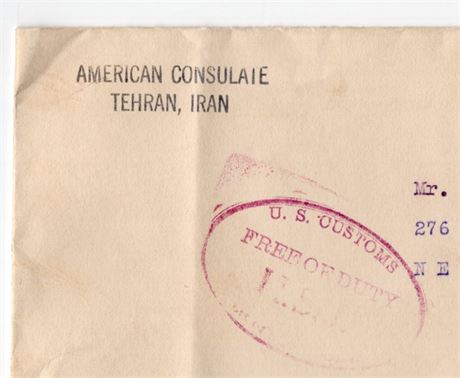 AMERICAN CONSULATE
TEHRAN, IRAN
Mr.
276
N E
U. S. CUSTOMS
FREE OF DUTY